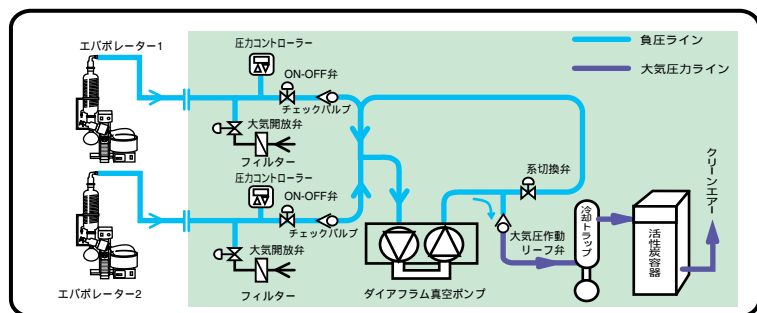 エバポレーター1
圧力コントローラー
ON-OFF弁
チェックバルブ
大気開放弁
フィルター
負圧ライン
大気圧力ライン
圧力コントローラー
ON-OFF弁
チェックバルブ
大気開放弁
フィルター
エバポレーター2
系切換弁
大気圧作動
リーフ弁
ダイアフラム真空ポンプ
冷却トラップ
活性炭容器
クリーンエアー